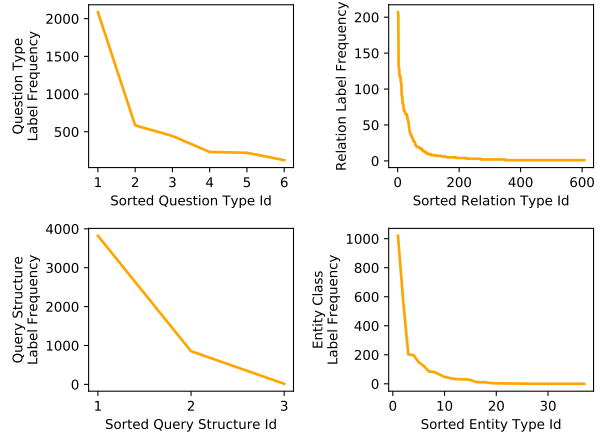 Question Type
Label Frequency
2000
1500
1000
500
1 2 3 4 5 6
Sorted Question Type Id
Relation Label Frequency
200
150
100
50
0
0 200 400 600
Sorted Relation Type Id
Query Structure
Label Frequency
4000
3000
2000
1000
0
1 2 3
Sorted Query Structure Id
Entity Class
Label Frequency
1000
800
600
400
200
0
0 10 20 30
Sorted Entity Type Id